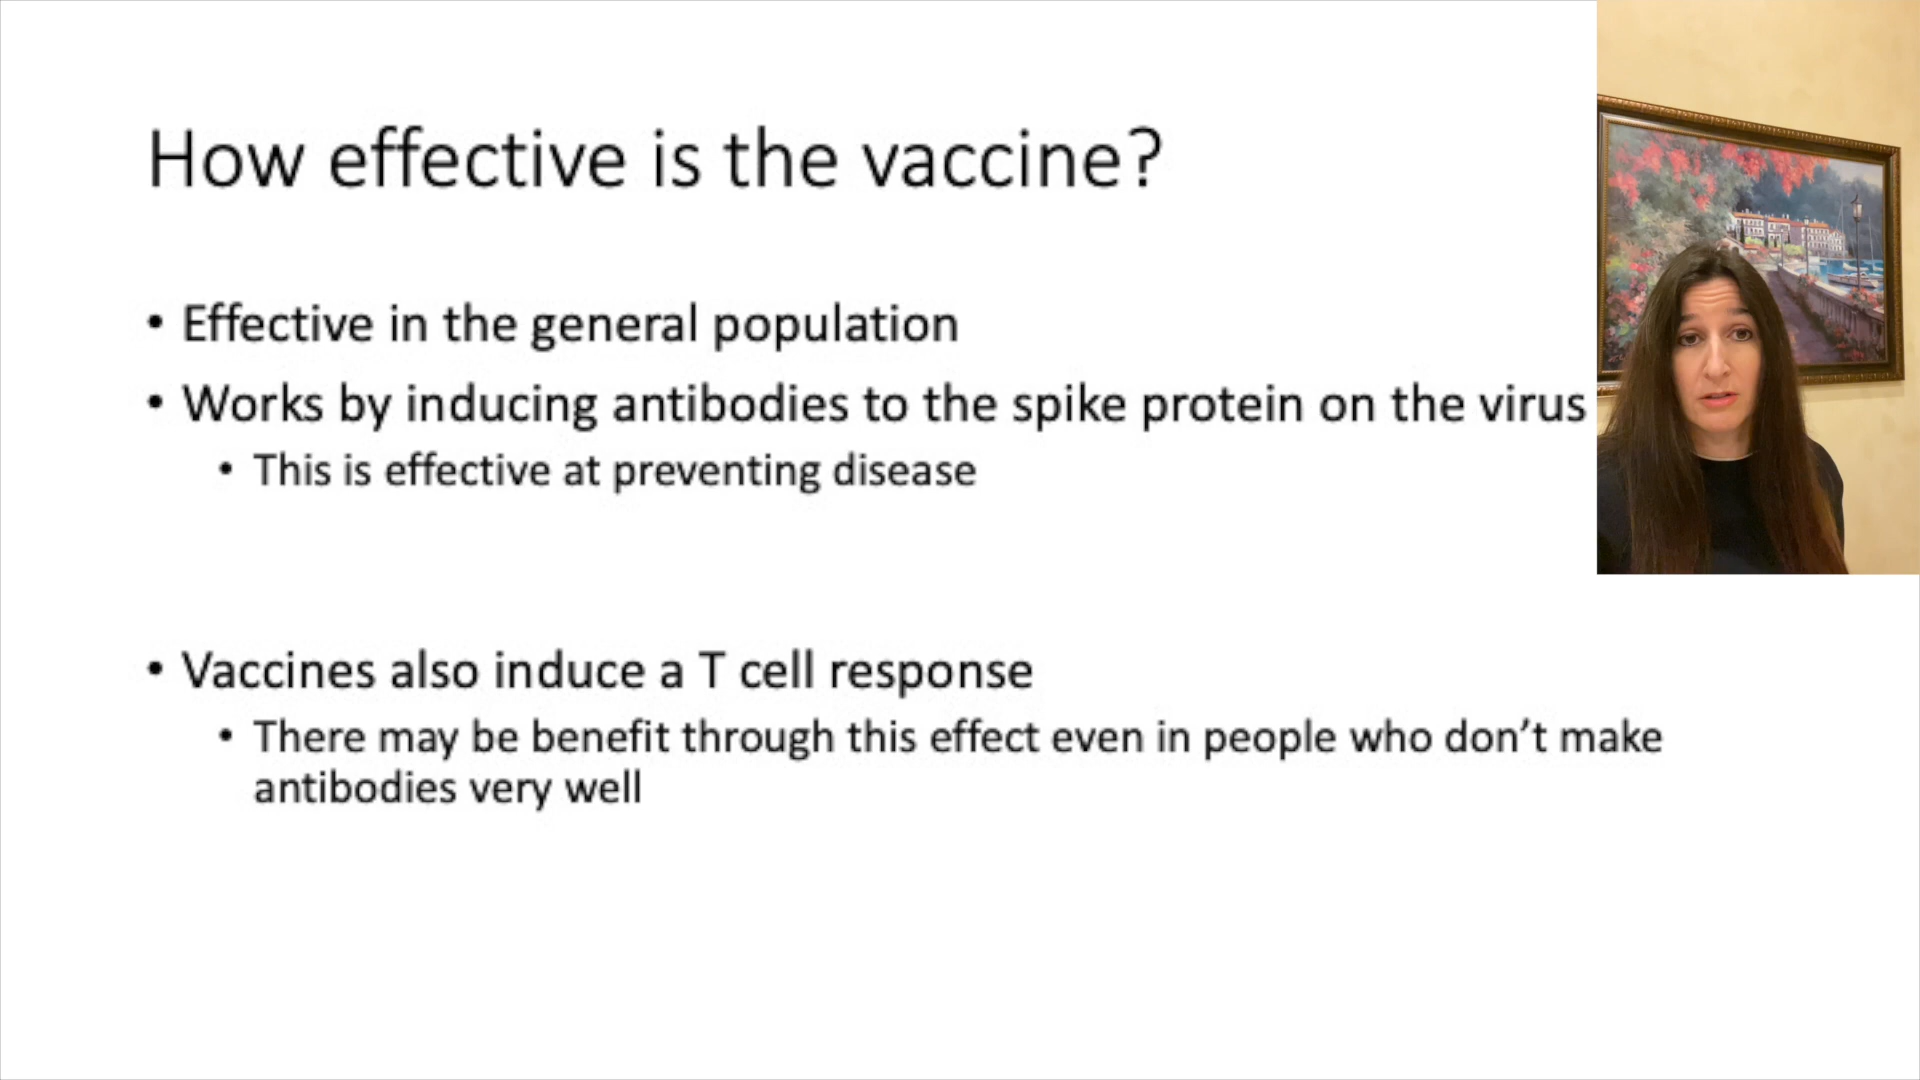 How effective is the vaccine?
• Effective in the general population
• Works by inducing antibodies to the spike protein on the virus
• This is effective at preventing disease
• Vaccines also induce a T cell response
• There may be benefit through this effect even in people who don’t make
antibodies very well